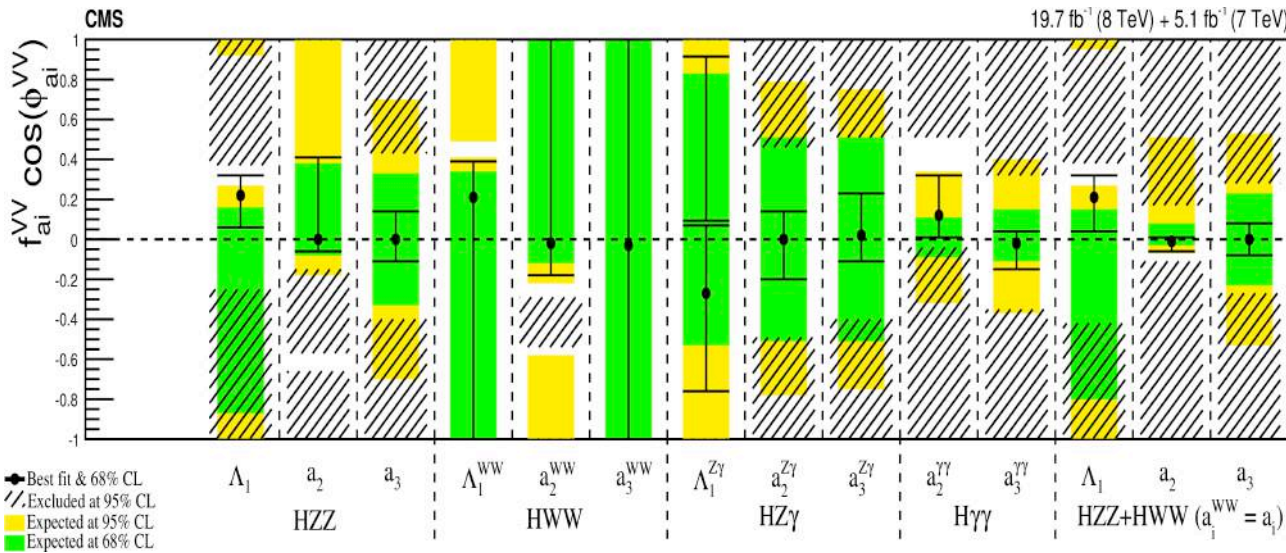 CMS 19.7 fb⁻¹ (8 TeV) + 5.1 fb⁻¹ (7 TeV)
f_ai^VV cos(ϕ_ai^VV)
1
0.8
0.6
0.4
0.2
0
-0.2
-0.4
-0.6
-0.8
-1
Λ₁ a₂ a₃ Λ₁^WW a₂^WW a₃^WW Λ₁^Zγ a₂^Zγ a₃^Zγ a₂^γγ a₃^γγ Λ₁ a₂ a₃
HZZ HWW HZγ Hγγ HZZ+HWW (a_i^WW = a_i)
Best fit & 68% CL
Excluded at 95% CL
Expected at 95% CL
Expected at 68% CL